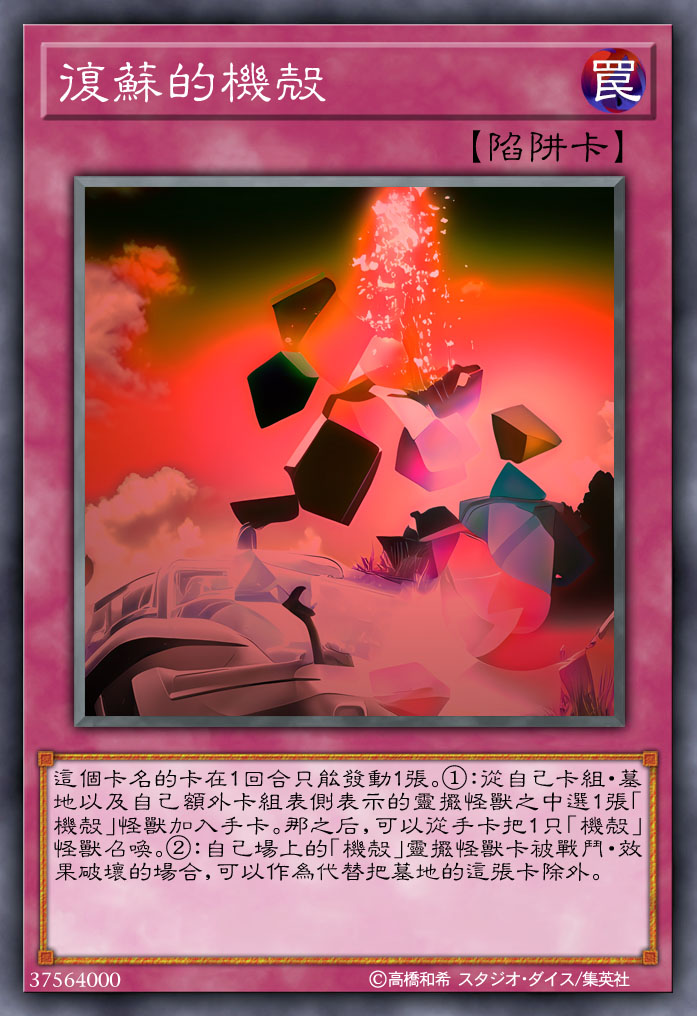 復蘇的機殼
罠
【陷阱卡】
這個卡名的卡在1回合只能發動1張。①:從自己卡組・墓
地以及自己額外卡組表側表示的靈擺怪獸之中選1張「
機殼」怪獸加入手卡。那之后,可以從手卡把1只「機殼」
怪獸召喚。②:自己場上的「機殼」靈擺怪獸卡被戰鬥・效
果破壞的場合,可以作為代替把墓地的這張卡除外。
37564000
©高橋和希 スタジオ・ダイス/集英社